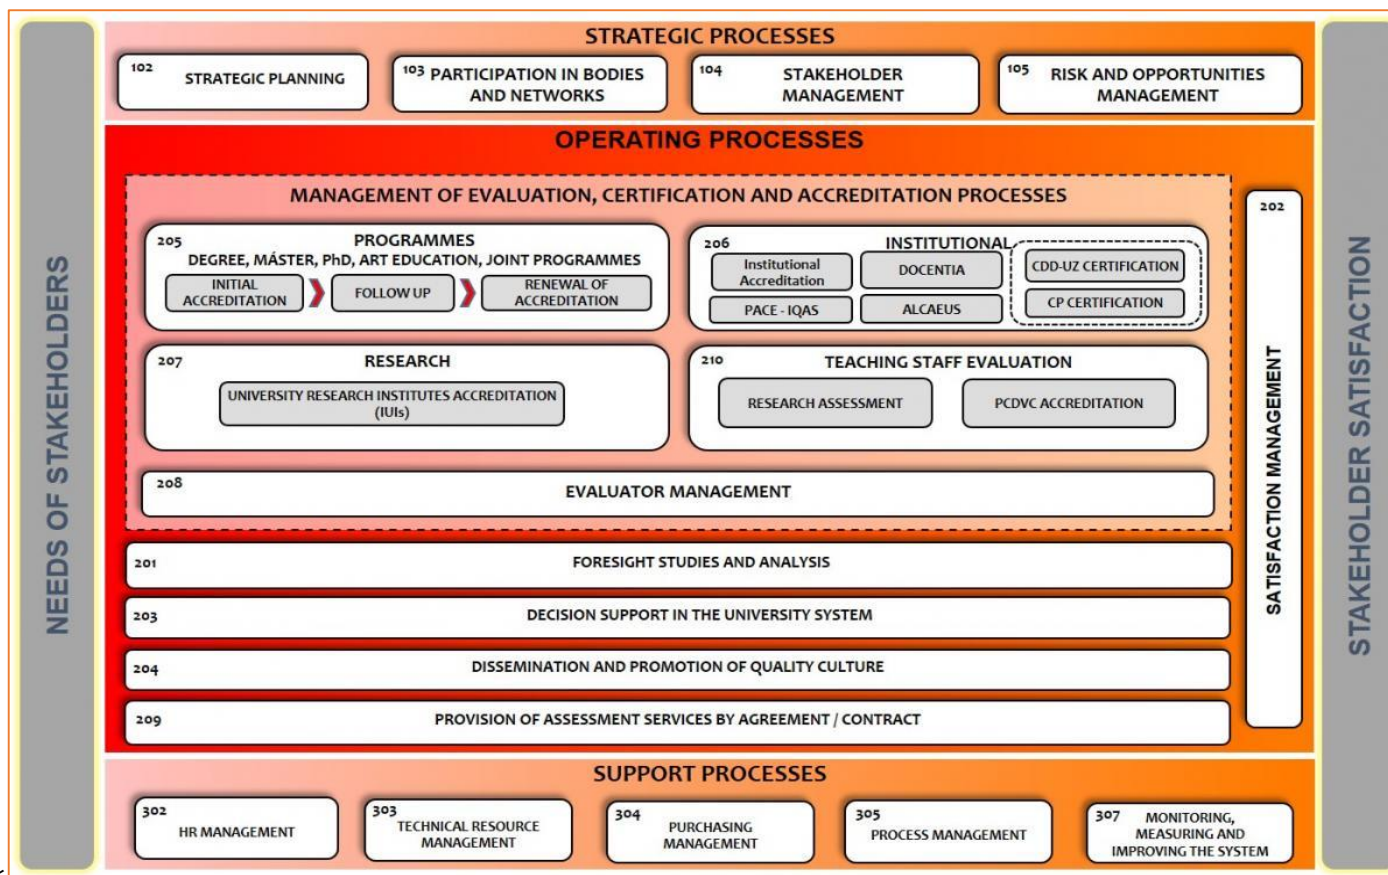 NEEDS OF STAKEHOLDERS
STRATEGIC PROCESSES
102
STRATEGIC PLANNING
103 PARTICIPATION IN BODIES
AND NETWORKS
104
STAKEHOLDER
MANAGEMENT
105
RISK AND OPPORTUNITIES
MANAGEMENT
OPERATING PROCESSES
MANAGEMENT OF EVALUATION, CERTIFICATION AND ACCREDITATION PROCESSES
205
PROGRAMMES
DEGREE, MÁSTER, PhD, ART EDUCATION, JOINT PROGRAMMES
INITIAL
ACCREDITATION
FOLLOW UP
RENEWAL OF
ACCREDITATION
206
INSTITUTIONAL
Institutional
Accreditation
DOCENTIA
CDD-UZ CERTIFICATION
PACE - IQAS
ALCAEUS
CP CERTIFICATION
207
RESEARCH
UNIVERSITY RESEARCH INSTITUTES ACCREDITATION
(IUIs)
210
TEACHING STAFF EVALUATION
RESEARCH ASSESSMENT
PCDVC ACCREDITATION
208
EVALUATOR MANAGEMENT
201
FORESIGHT STUDIES AND ANALYSIS
203
DECISION SUPPORT IN THE UNIVERSITY SYSTEM
204
DISSEMINATION AND PROMOTION OF QUALITY CULTURE
209
PROVISION OF ASSESSMENT SERVICES BY AGREEMENT / CONTRACT
202
SATISFACTION MANAGEMENT
SUPPORT PROCESSES
302
HR MANAGEMENT
303
TECHNICAL RESOURCE
MANAGEMENT
304
PURCHASING
MANAGEMENT
305
PROCESS MANAGEMENT
307
MONITORING,
MEASURING AND
IMPROVING THE SYSTEM
STAKEHOLDER SATISFACTION